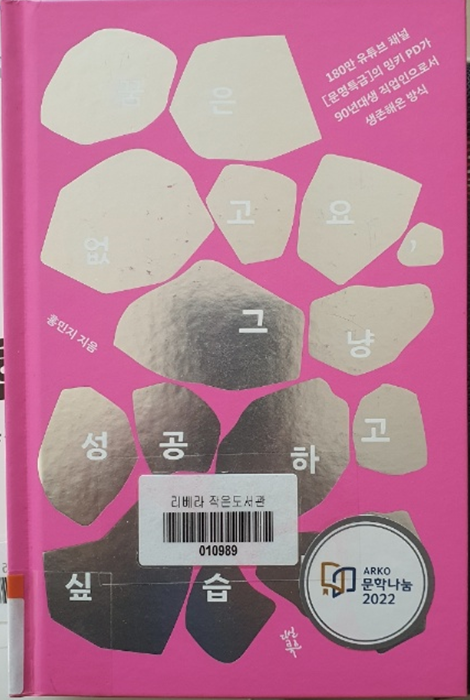 180만 유튜브 채널
[문명특급]의 밍키 PD가
90년대생 직업인으로서
생존해온 방식
꿈은
없고요,
그냥
홍민지 지음
성공하고
싶습
리베라 작은도서관
010989
ARKO
문학나눔
2022